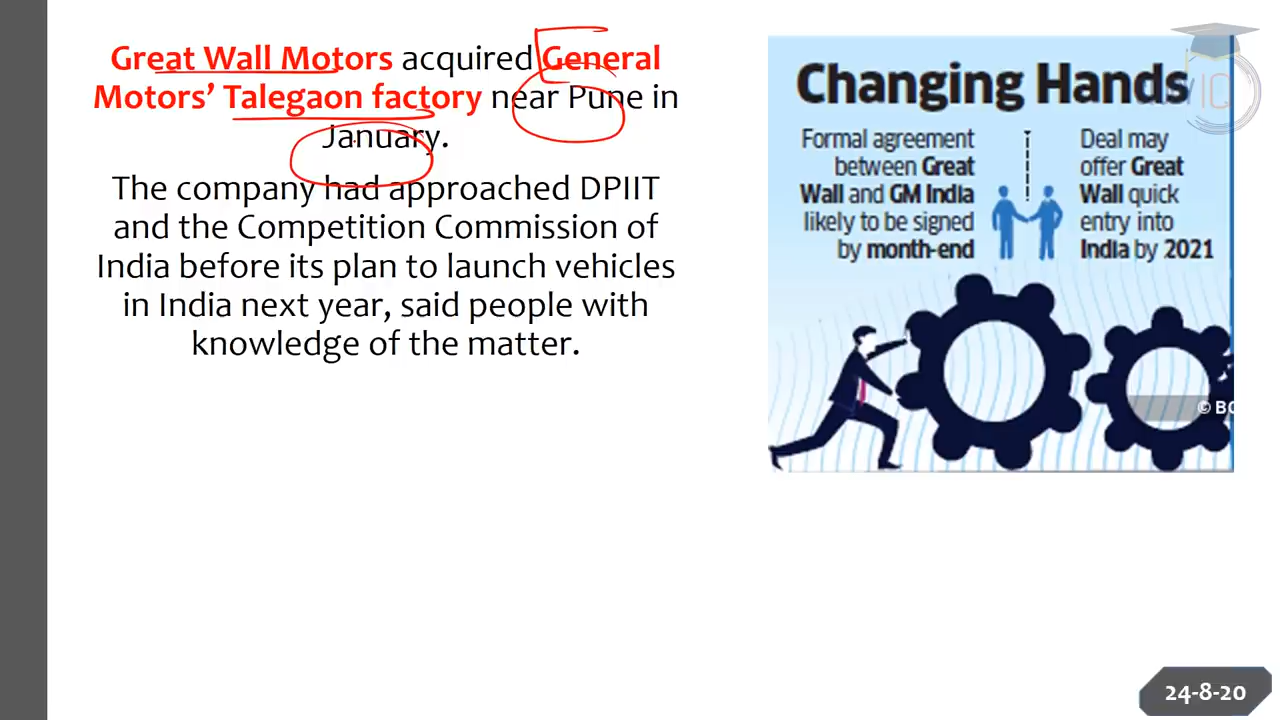 Great Wall Motors acquired General
Motors’ Talegaon factory near Pune in
January.
The company had approached DPIIT
and the Competition Commission of
India before its plan to launch vehicles
in India next year, said people with
knowledge of the matter.
Changing Hands
Formal agreement
between Great
Wall and GM India
likely to be signed
by month-end
Deal may
offer Great
Wall quick
entry into
India by 2021
24-8-20